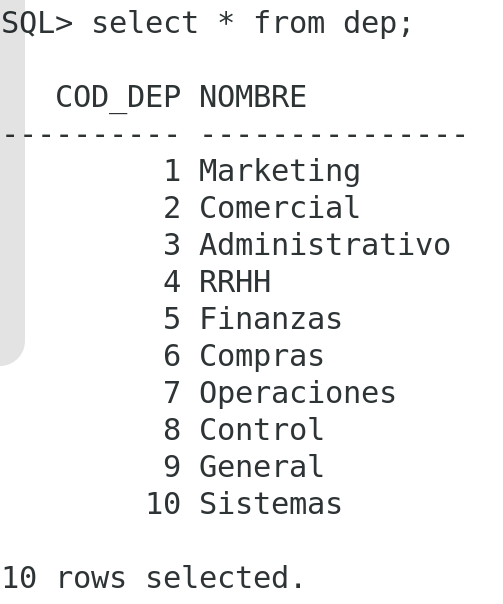 SQL> select * from dep;
COD_DEP NOMBRE
---------- ---------------
1 Marketing
2 Comercial
3 Administrativo
4 RRHH
5 Finanzas
6 Compras
7 Operaciones
8 Control
9 General
10 Sistemas
10 rows selected.